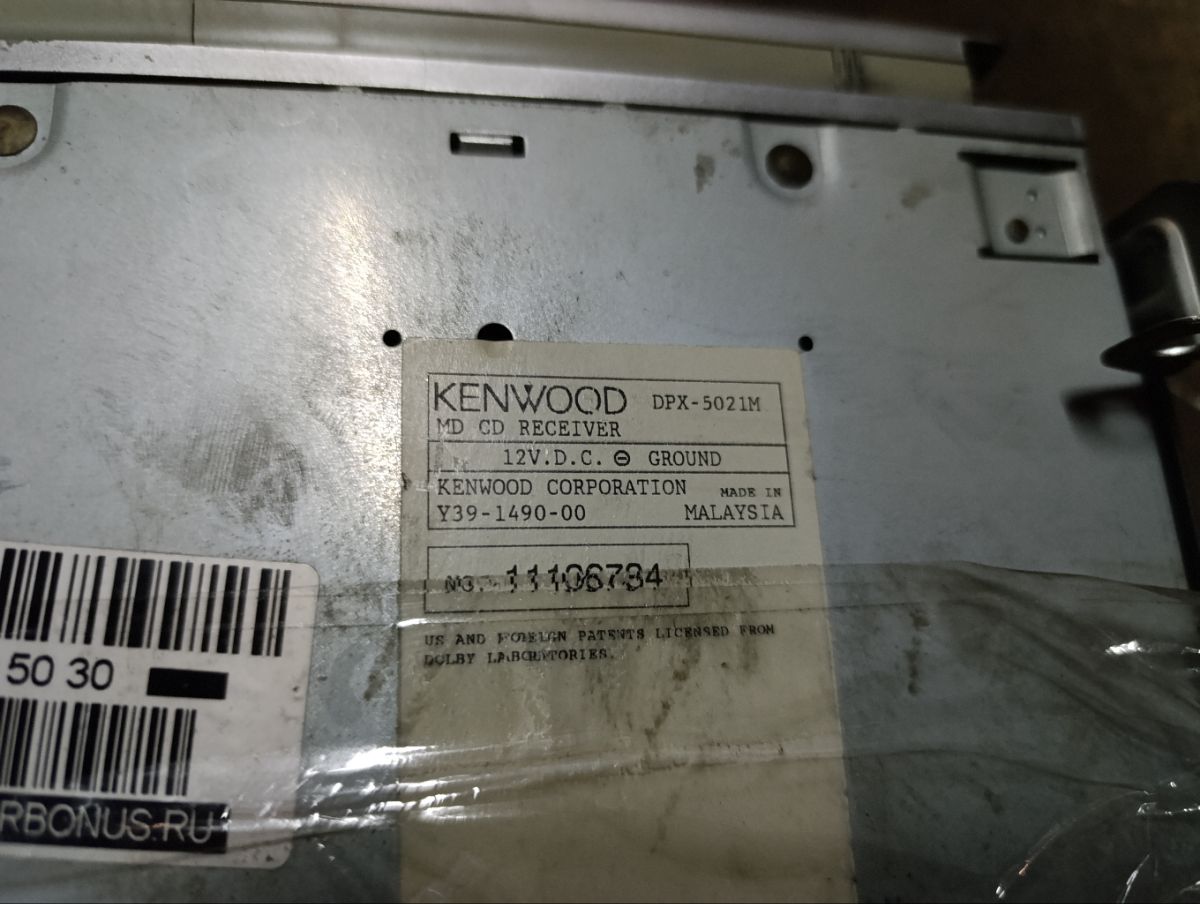 KENWOOD DPX-5021M
MD CD RECEIVER
12V.D.C. ⊖ GROUND
KENWOOD CORPORATION MADE IN
Y39-1490-00 MALAYSIA
NO. 11106784
US AND FOREIGN PATENTS LICENSED FROM
DOLBY LABORATORIES.
50 30
RBONUS.RU